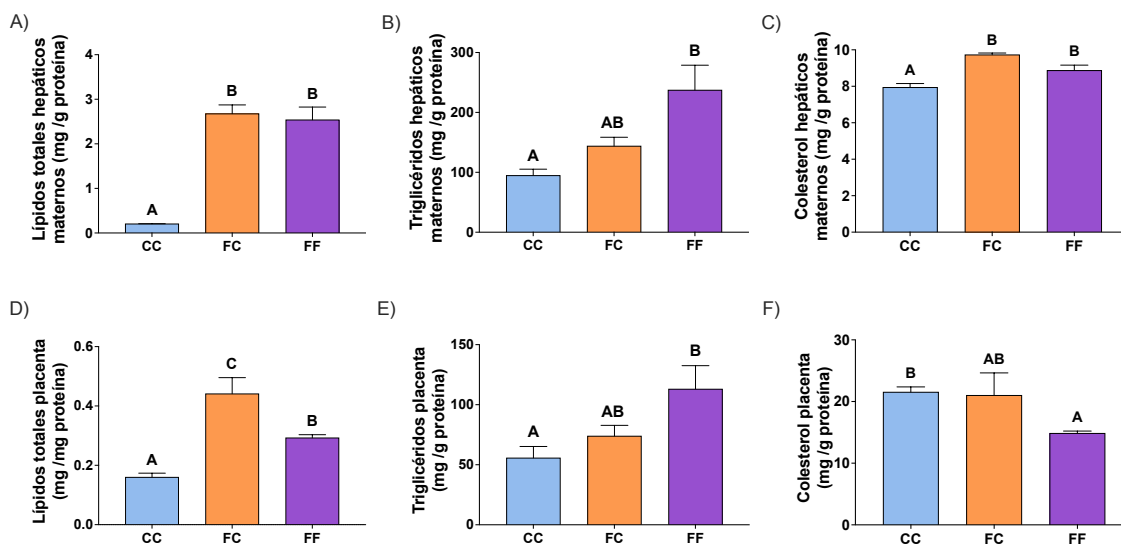 A)
Lípidos totales hepáticos
maternos (mg /g proteína)
4
3
2
1
0
A
B
B
CC
FC
FF
B)
Triglicéridos hepáticos
maternos (mg /g proteína)
300
200
100
0
A
AB
B
CC
FC
FF
C)
Colesterol hepáticos
maternos (mg /g proteína)
10
8
6
4
2
0
A
B
B
CC
FC
FF
D)
Lípidos totales placenta
(mg /mg proteína)
0.6
0.4
0.2
0.0
A
C
B
CC
FC
FF
E)
Triglicéridos placenta
(mg /g proteína)
150
100
50
0
A
AB
B
CC
FC
FF
F)
Colesterol placenta
(mg /g proteína)
30
20
10
0
B
AB
A
CC
FC
FF